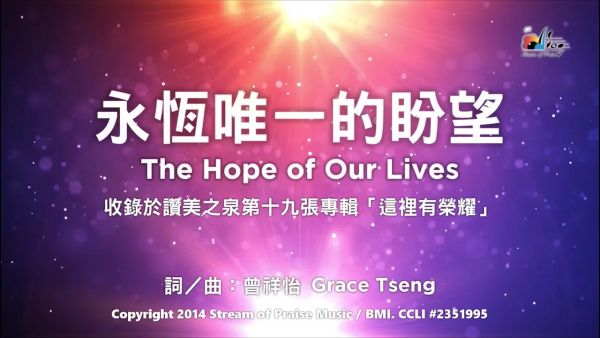 永恆唯一的盼望
The Hope of Our Lives
收錄於讚美之泉第十九張專輯「這裡有榮耀」
詞／曲：曾祥怡 Grace Tseng
Copyright 2014 Stream of Praise Music / BMI. CCLI #2351995